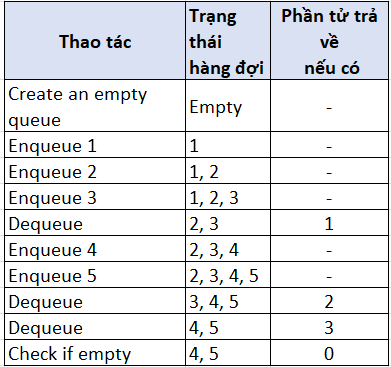 Thao tác Trạng thái hàng đợi Phần tử trả về nếu có
Create an empty queue Empty -
Enqueue 1 1 -
Enqueue 2 1, 2 -
Enqueue 3 1, 2, 3 -
Dequeue 2, 3 1
Enqueue 4 2, 3, 4 -
Enqueue 5 2, 3, 4, 5 -
Dequeue 3, 4, 5 2
Dequeue 4, 5 3
Check if empty 4, 5 0